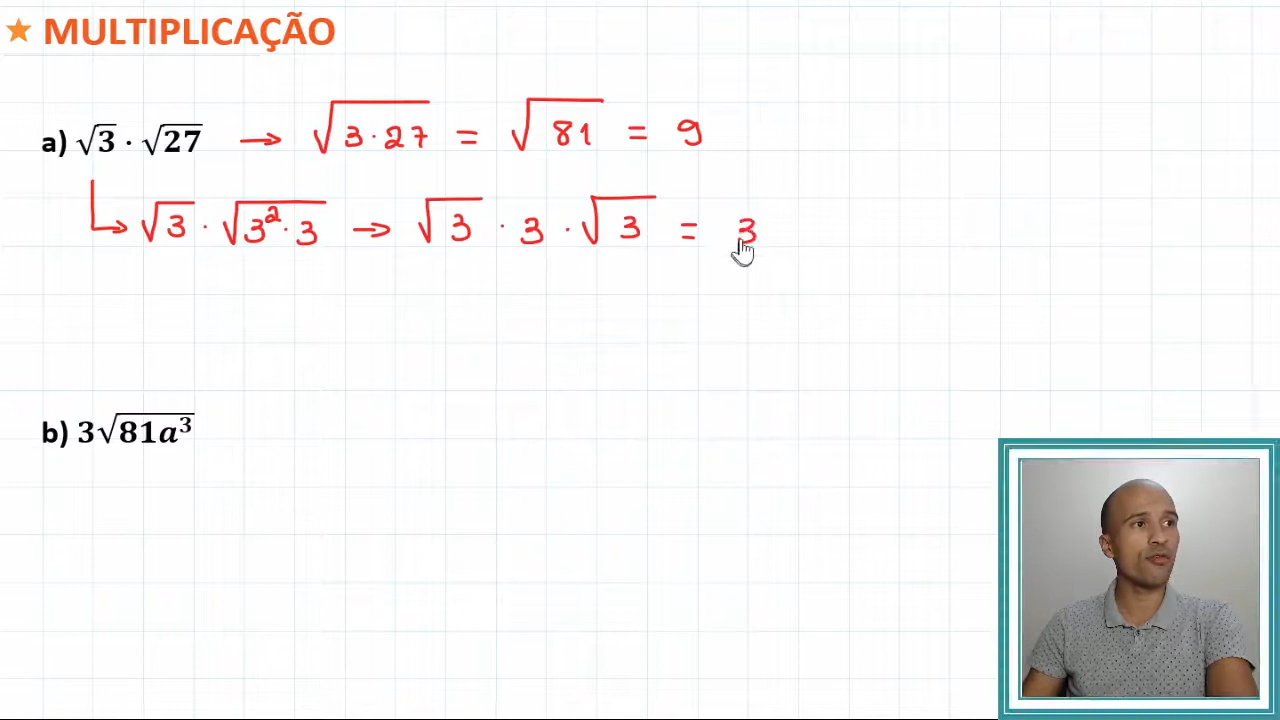 MULTIPLICAÇÃO
a) √3 · √27 → √3·27 = √81 = 9
↳ √3 · √3²·3 → √3 · 3 · √3 = 3
b) 3√81a³